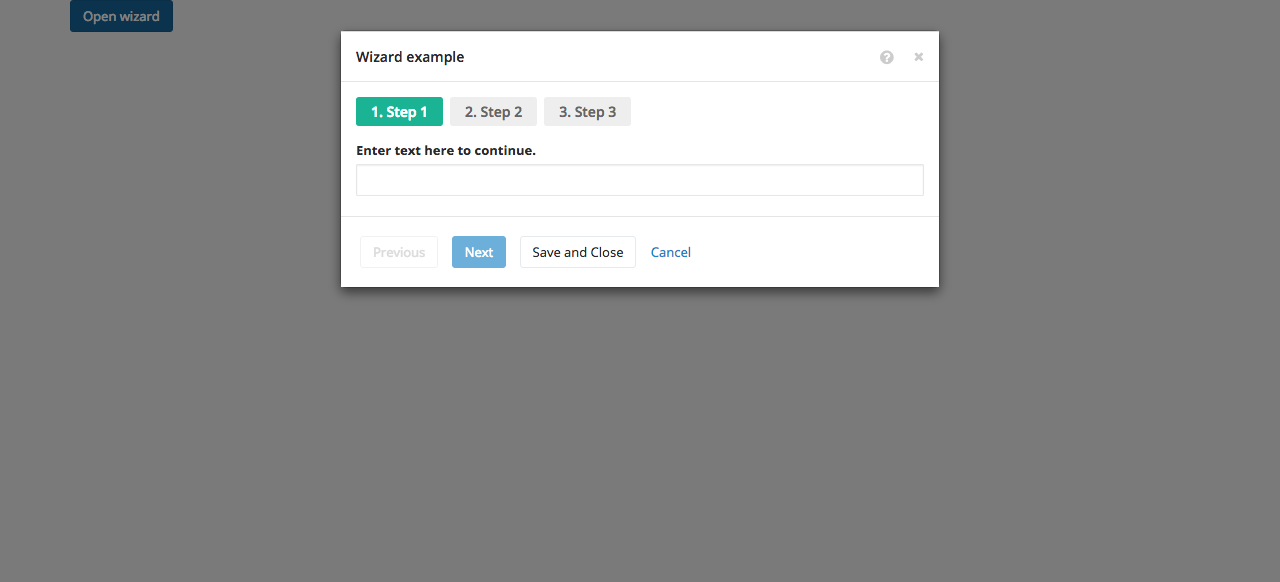 Open wizard
Wizard example
1. Step 1 2. Step 2 3. Step 3
Enter text here to continue.
Previous Next Save and Close Cancel